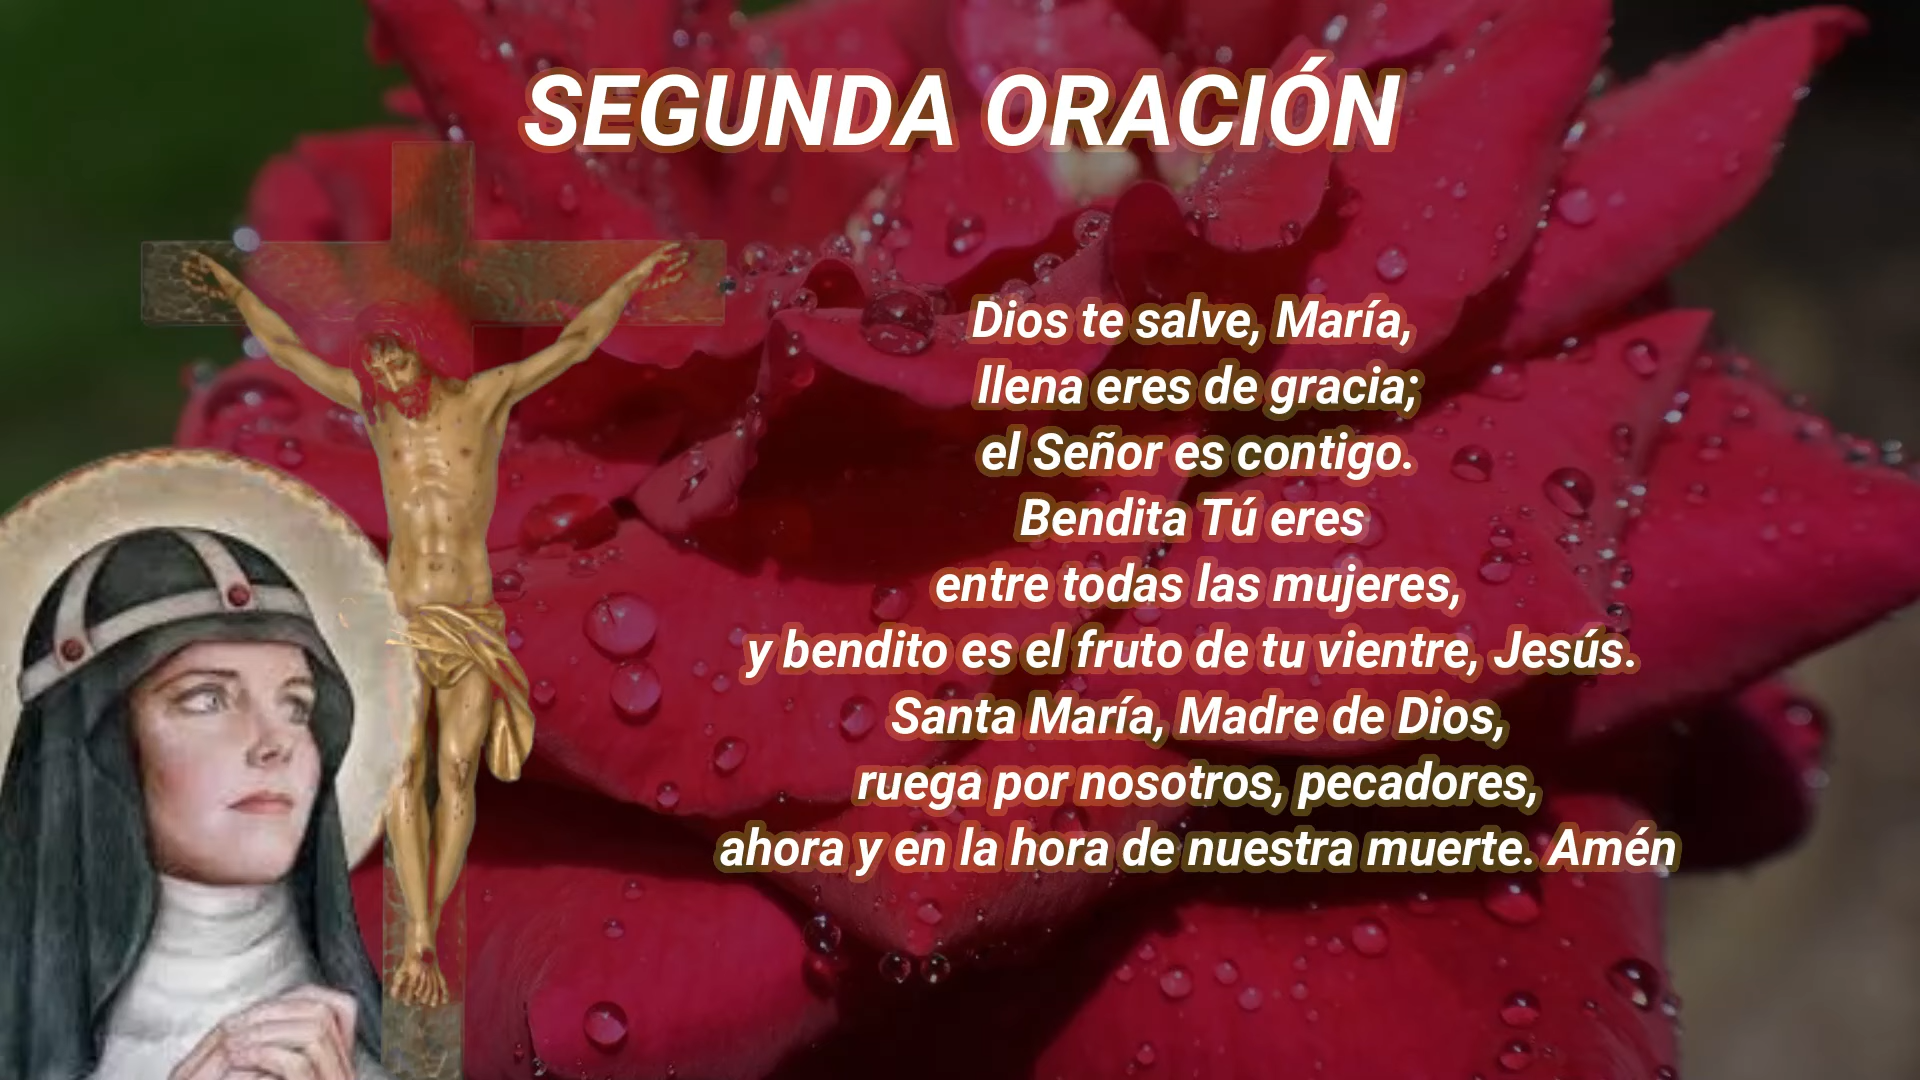 SEGUNDA ORACIÓN
Dios te salve, María,
llena eres de gracia;
el Señor es contigo.
Bendita Tú eres
entre todas las mujeres,
y bendito es el fruto de tu vientre, Jesús.
Santa María, Madre de Dios,
ruega por nosotros, pecadores,
ahora y en la hora de nuestra muerte. Amén